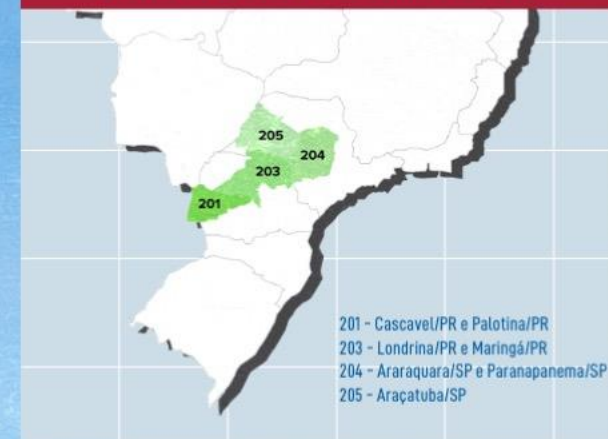 205
204
203
201
201 - Cascavel/PR e Palotina/PR
203 - Londrina/PR e Maringá/PR
204 - Araraquara/SP e Paranapanema/SP
205 - Araçatuba/SP